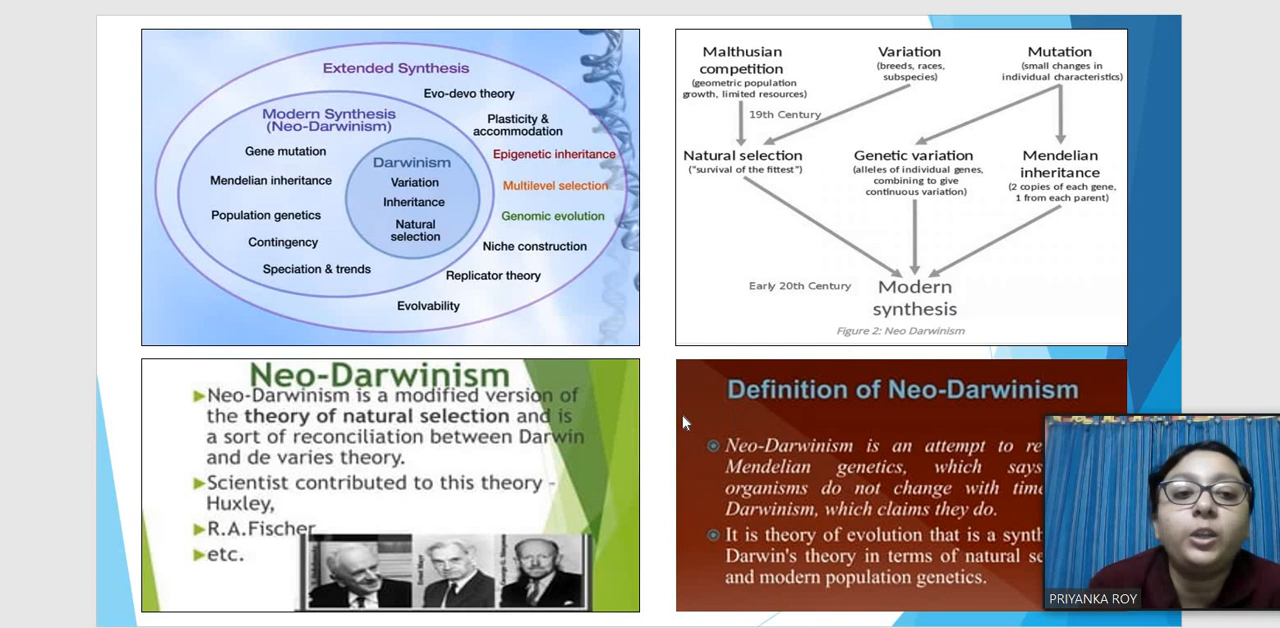 Extended Synthesis
Evo-devo theory
Modern Synthesis
(Neo-Darwinism)
Plasticity &
accommodation
Gene mutation
Darwinism
Epigenetic inheritance
Mendelian inheritance
Variation
Multilevel selection
Inheritance
Population genetics
Genomic evolution
Natural
selection
Contingency
Niche construction
Speciation & trends
Replicator theory
Evolvability
Malthusian
competition
(geometric population
growth, limited resources)
Variation
(breeds, races,
subspecies)
Mutation
(small changes in
individual characteristics)
19th Century
Natural selection
("survival of the fittest")
Genetic variation
(alleles of individual genes,
combining to give
continuous variation)
Mendelian
inheritance
(2 copies of each gene,
1 from each parent)
Early 20th Century
Modern
synthesis
Figure 2: Neo Darwinism
Neo-Darwinism
►Neo-Darwinism is a modified version of
the theory of natural selection and is
a sort of reconciliation between Darwin
and de varies theory.
►Scientist contributed to this theory -
Huxley,
►R.A.Fischer
►etc.
Definition of Neo-Darwinism
Neo-Darwinism is an attempt to re
Mendelian genetics, which says
organisms do not change with time
Darwinism, which claims they do.
It is theory of evolution that is a synth
Darwin's theory in terms of natural se
and modern population genetics.
PRIYANKA ROY